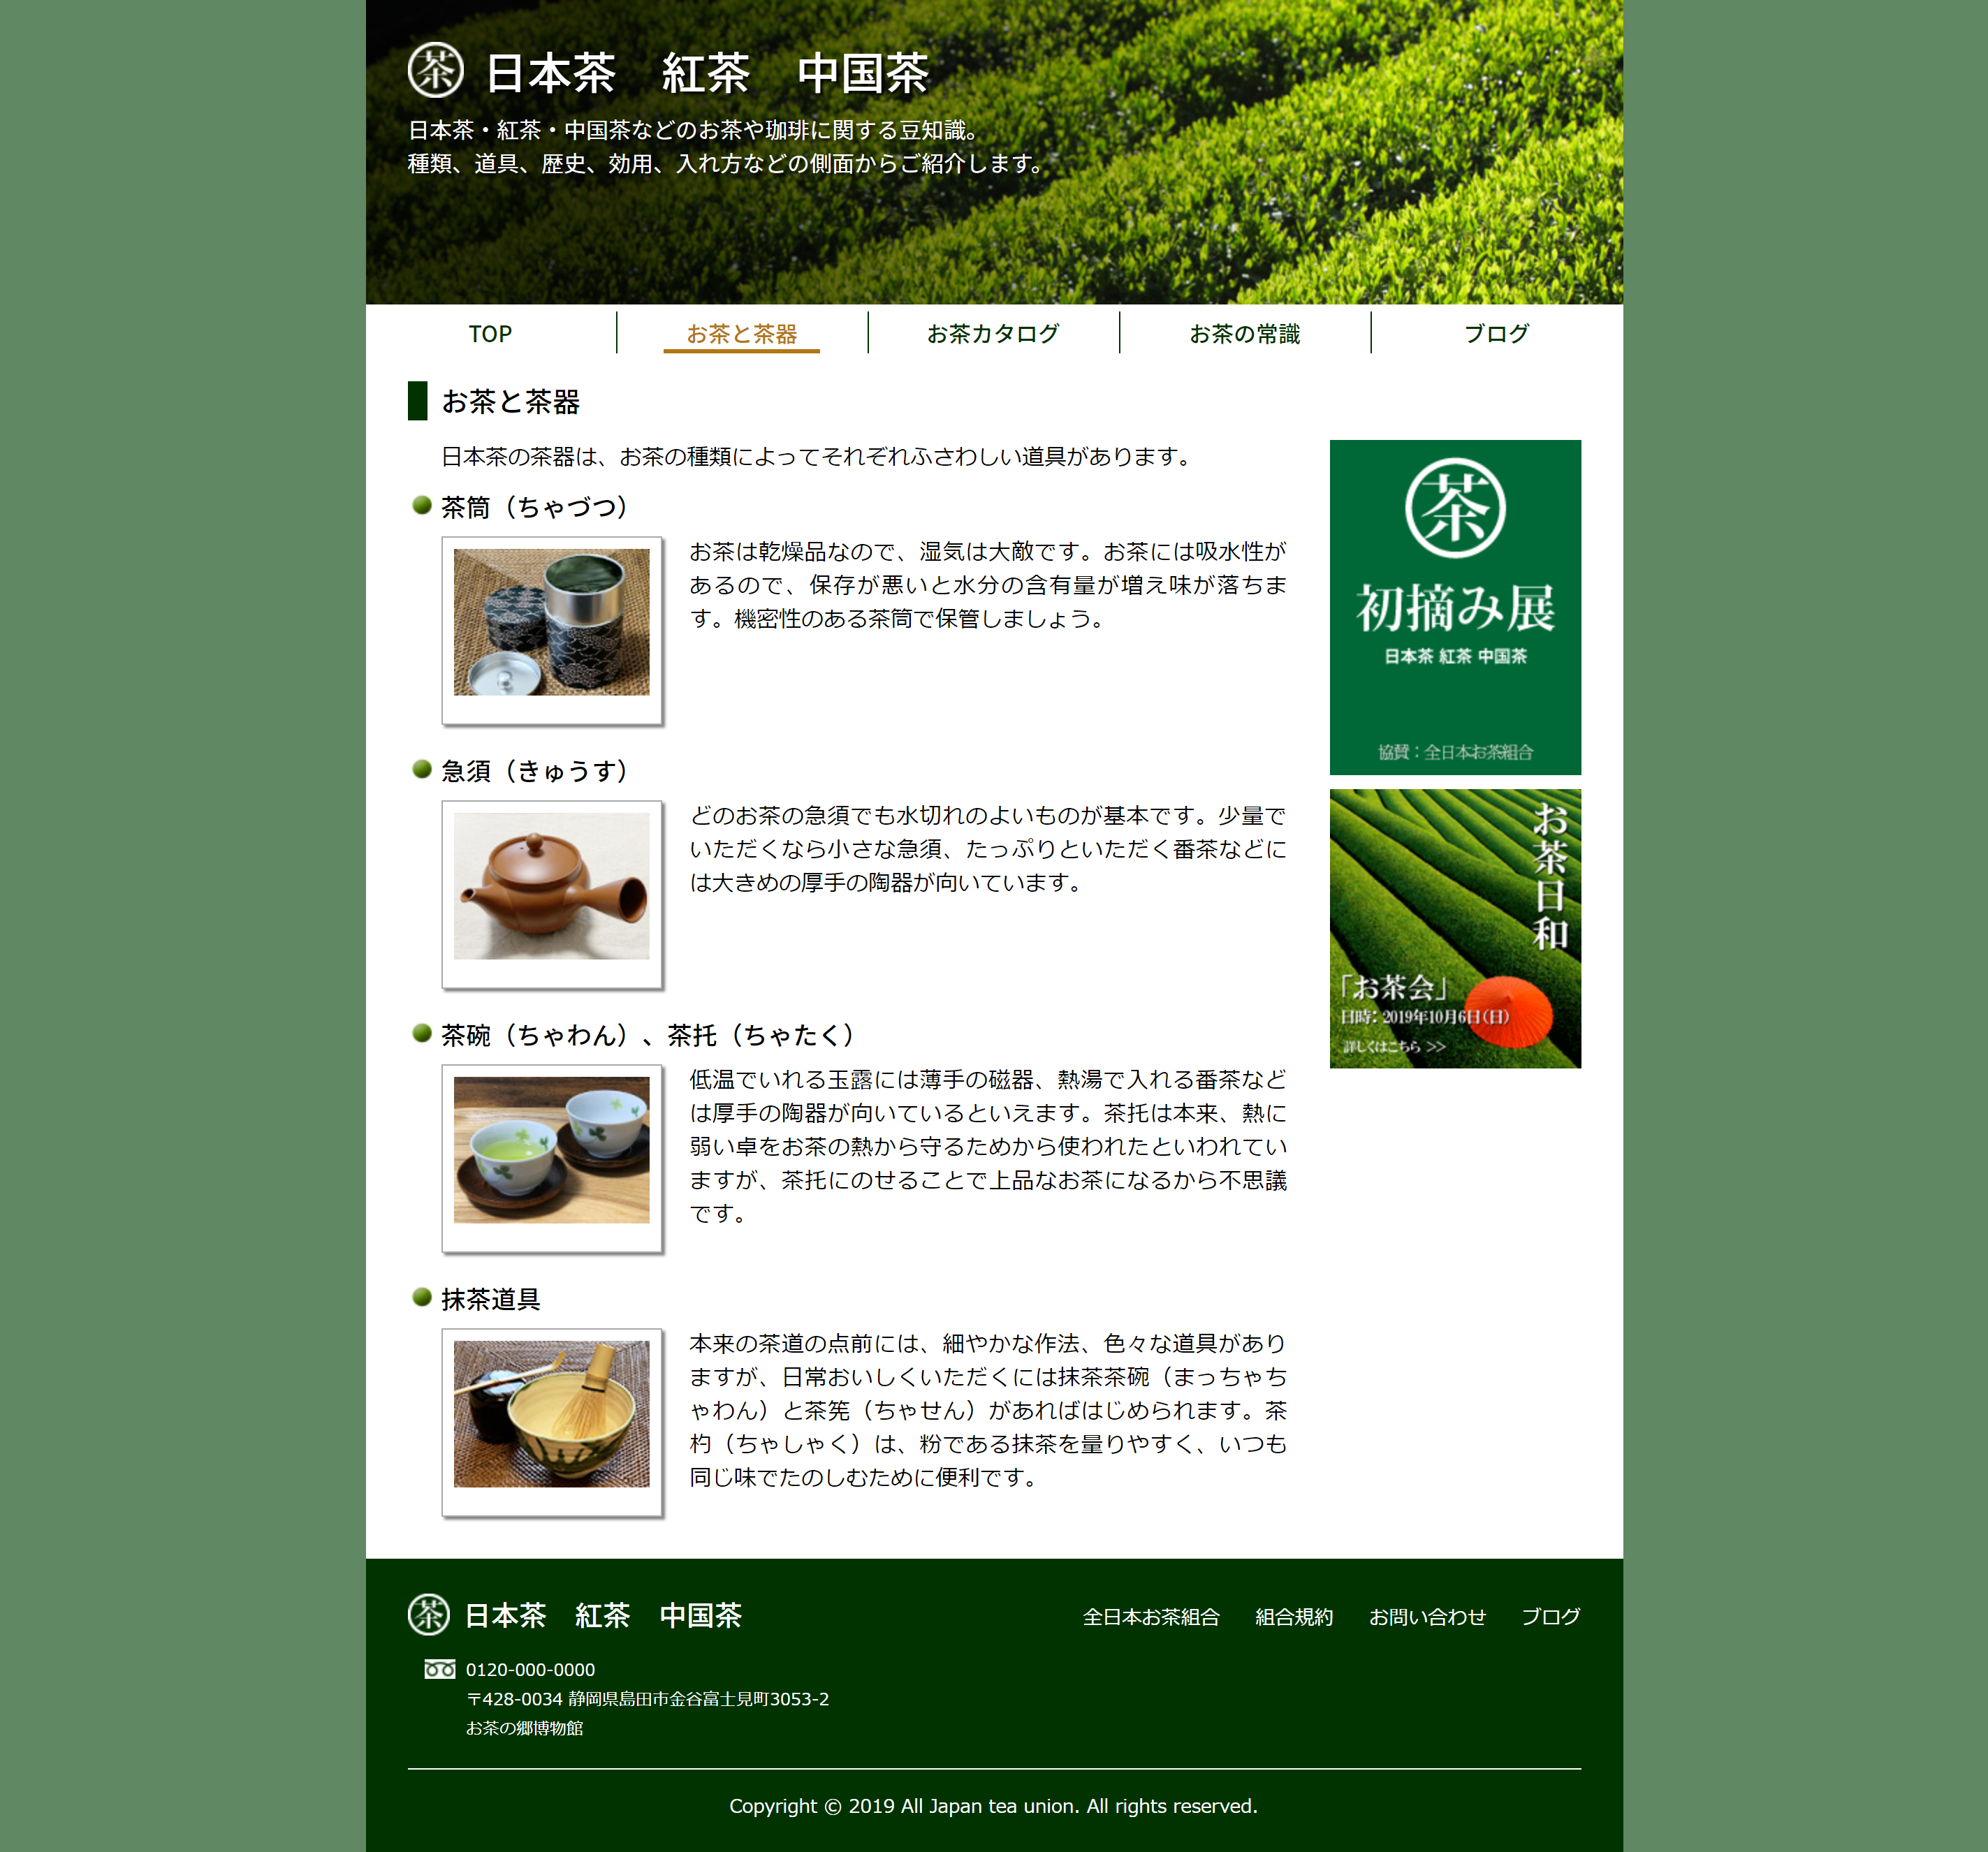 茶 日本茶　紅茶　中国茶
日本茶・紅茶・中国茶などのお茶や珈琲に関する豆知識。
種類、道具、歴史、効用、入れ方などの側面からご紹介します。
TOP お茶と茶器 お茶カタログ お茶の常識 ブログ
お茶と茶器
日本茶の茶器は、お茶の種類によってそれぞれふさわしい道具があります。
茶筒（ちゃづつ）
お茶は乾燥品なので、湿気は大敵です。お茶には吸水性が
あるので、保存が悪いと水分の含有量が増え味が落ちま
す。機密性のある茶筒で保管しましょう。
急須（きゅうす）
どのお茶の急須でも水切れのよいものが基本です。少量で
いただくなら小さな急須、たっぷりといただく番茶などに
は大きめの厚手の陶器が向いています。
茶碗（ちゃわん）、茶托（ちゃたく）
低温でいれる玉露には薄手の磁器、熱湯で入れる番茶など
は厚手の陶器が向いているといえます。茶托は本来、熱に
弱い卓をお茶の熱から守るためから使われたといわれてい
ますが、茶托にのせることで上品なお茶になるから不思議
です。
抹茶道具
本来の茶道の点前には、細やかな作法、色々な道具があり
ますが、日常おいしくいただくには抹茶茶碗（まっちゃち
ゃわん）と茶筅（ちゃせん）があればはじめられます。茶
杓（ちゃしゃく）は、粉である抹茶を量りやすく、いつも
同じ味でたのしむために便利です。
茶
初摘み展
日本茶 紅茶 中国茶
協賛：全日本お茶組合
お茶日和
「お茶会」
日時: 2019年10月6日（日）
詳しくはこちら >>
茶 日本茶　紅茶　中国茶
全日本お茶組合 組合規約 お問い合わせ ブログ
0120-000-0000
〒428-0034 静岡県島田市金谷富士見町3053-2
お茶の郷博物館
Copyright © 2019 All Japan tea union. All rights reserved.